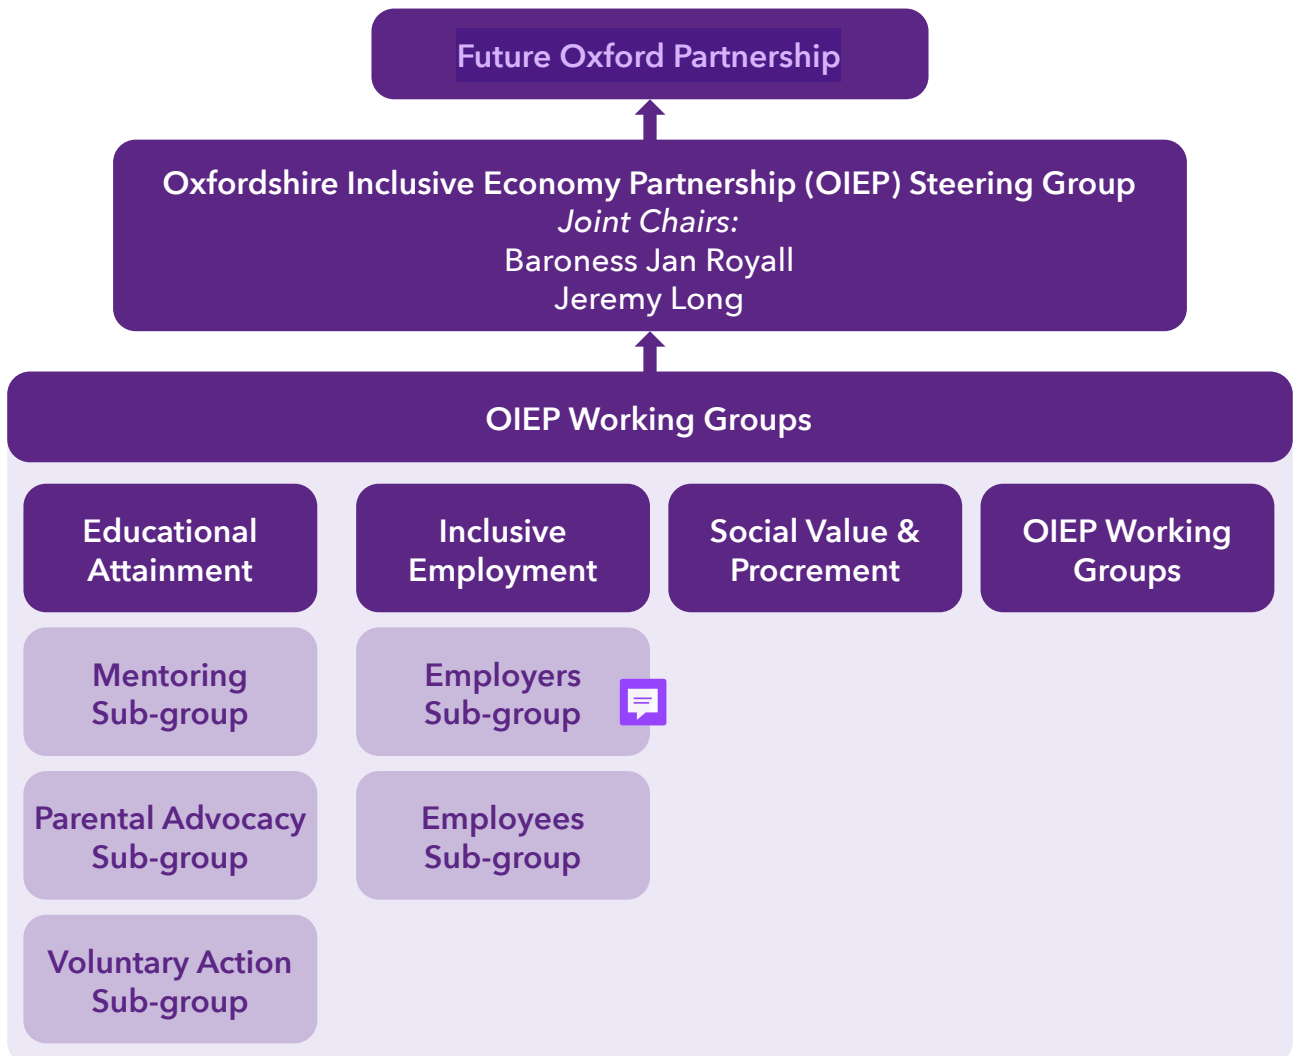 Future Oxford Partnership
Oxfordshire Inclusive Economy Partnership (OIEP) Steering Group
Joint Chairs:
Baroness Jan Royall
Jeremy Long
OIEP Working Groups
Educational
Attainment
Inclusive
Employment
Social Value &
Procrement
OIEP Working
Groups
Mentoring
Sub-group
Employers
Sub-group
Parental Advocacy
Sub-group
Employees
Sub-group
Voluntary Action
Sub-group